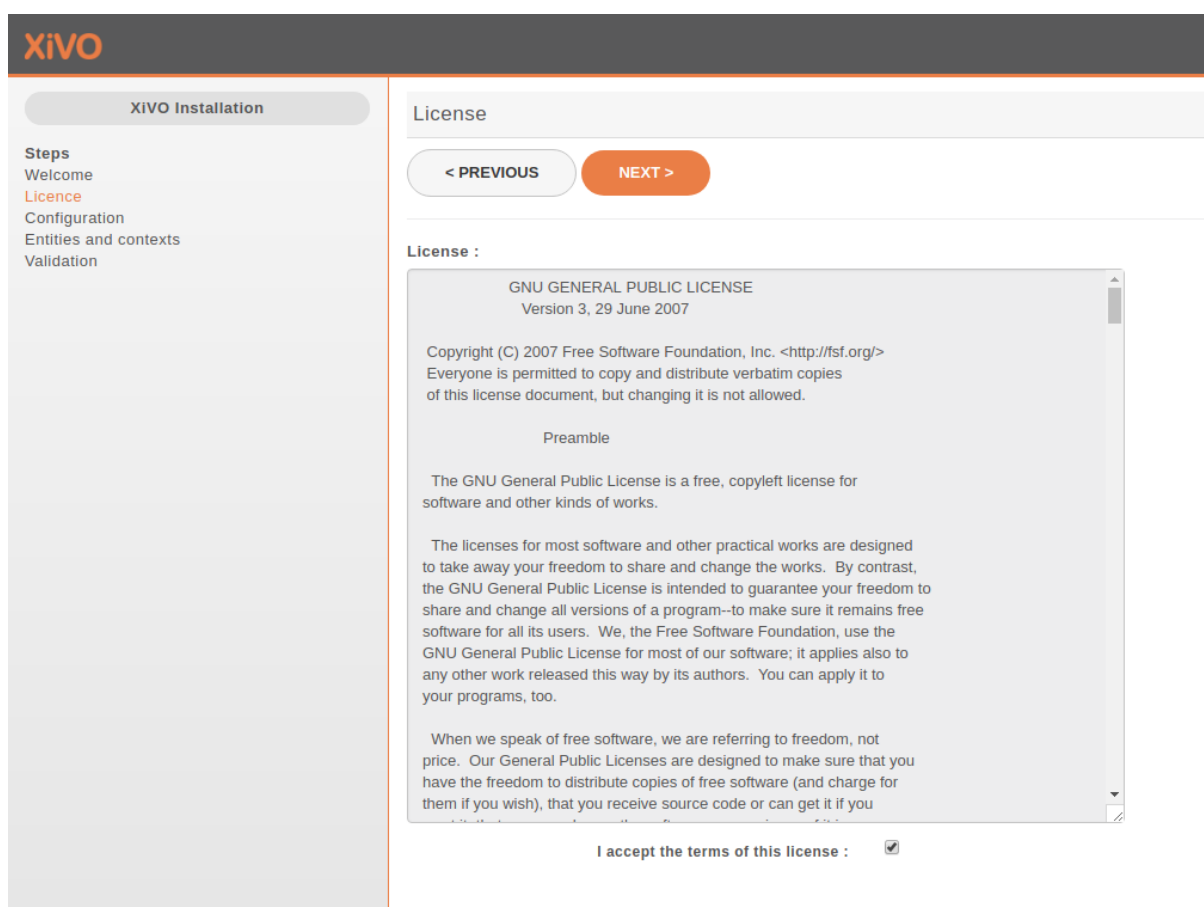 XiVO
XiVO Installation
Steps
Welcome
Licence
Configuration
Entities and contexts
Validation
License
< PREVIOUS
NEXT >
License :
GNU GENERAL PUBLIC LICENSE
Version 3, 29 June 2007
Copyright (C) 2007 Free Software Foundation, Inc. <http://fsf.org/>
Everyone is permitted to copy and distribute verbatim copies
of this license document, but changing it is not allowed.
Preamble
The GNU General Public License is a free, copyleft license for
software and other kinds of works.
The licenses for most software and other practical works are designed
to take away your freedom to share and change the works.  By contrast,
the GNU General Public License is intended to guarantee your freedom to
share and change all versions of a program--to make sure it remains free
software for all its users.  We, the Free Software Foundation, use the
GNU General Public License for most of our software; it applies also to
any other work released this way by its authors.  You can apply it to
your programs, too.
When we speak of free software, we are referring to freedom, not
price.  Our General Public Licenses are designed to make sure that you
have the freedom to distribute copies of free software (and charge for
them if you wish), that you receive source code or can get it if you
I accept the terms of this license :